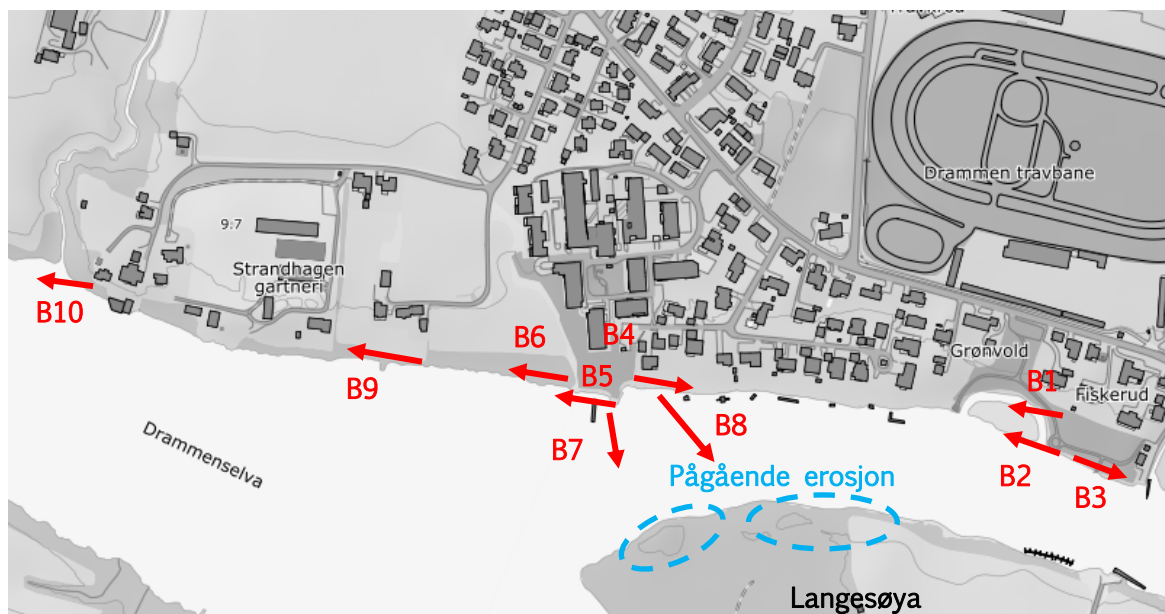 Drammen travbane
9:7
Strandhagen
gartneri
B10
B6
B4
B5
B9
B7
B8
Grønvold
B1
Fiskerud
B2
B3
Drammenselva
Pågående erosjon
Langesøya